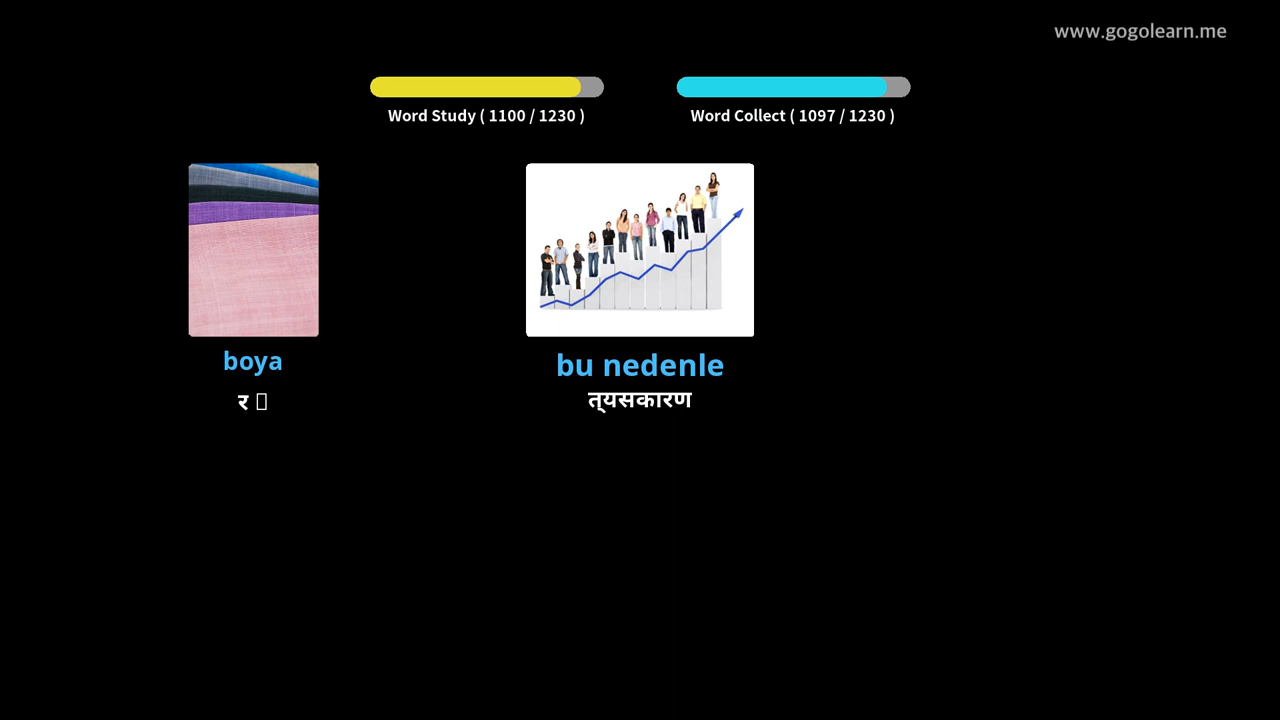 www.gogolearn.me
Word Study ( 1100 / 1230 )
Word Collect ( 1097 / 1230 )
boya
र
bu nedenle
त्यसकारण